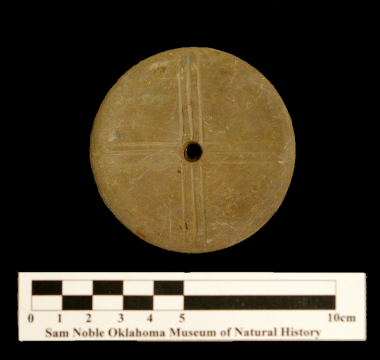 0 1 2 3 4 5 10cm
Sam Noble Oklahoma Museum of Natural History